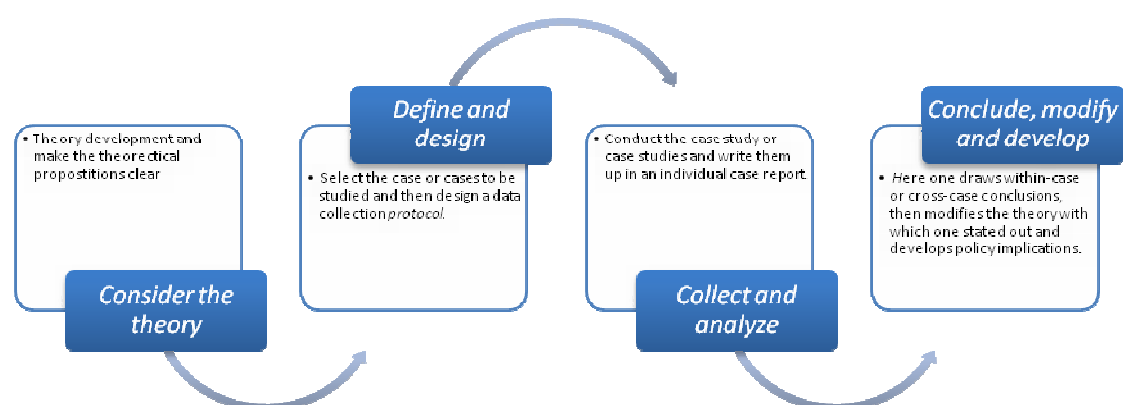 • Theory development and
make the theorectical
propostitions clear
Consider the
theory
Define and
design
• Select the case or cases to be
studied and then design a data
collection protocol.
• Conduct the case study or
case studies and write them
up in an individual case report.
Collect and
analyze
Conclude, modify
and develop
• Here one draws within-case
or cross-case conclusions,
then modifies the theory with
which one stated out and
develops policy implications.